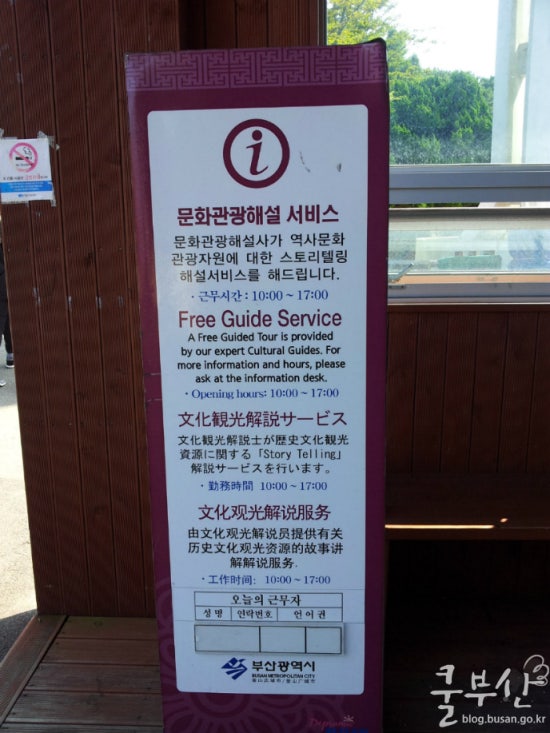 문화관광해설 서비스
문화관광해설사가 역사문화
관광자원에 대한 스토리텔링
해설서비스를 해드립니다.
· 근무시간 : 10:00 ~ 17:00
Free Guide Service
A Free Guided Tour is provided
by our expert Cultural Guides. For
more information and hours, please
ask at the information desk.
· Opening hours: 10:00 ~ 17:00
文化観光解説サービス
文化観光解説士が歴史文化観光
資源に関する「Story Telling」
解説サービスを行います。
· 勤務時間 10:00 ~ 17:00
文化观光解说服务
由文化观光解说员提供有关
历史文化观光资源的故事讲
解解说服务.
· 工作时间: 10:00 ~ 17:00
오늘의 근무자
성 명 연락번호 언 어 권
부산광역시
BUSAN METROPOLITAN CITY
쿨부산
blog.busan.go.kr